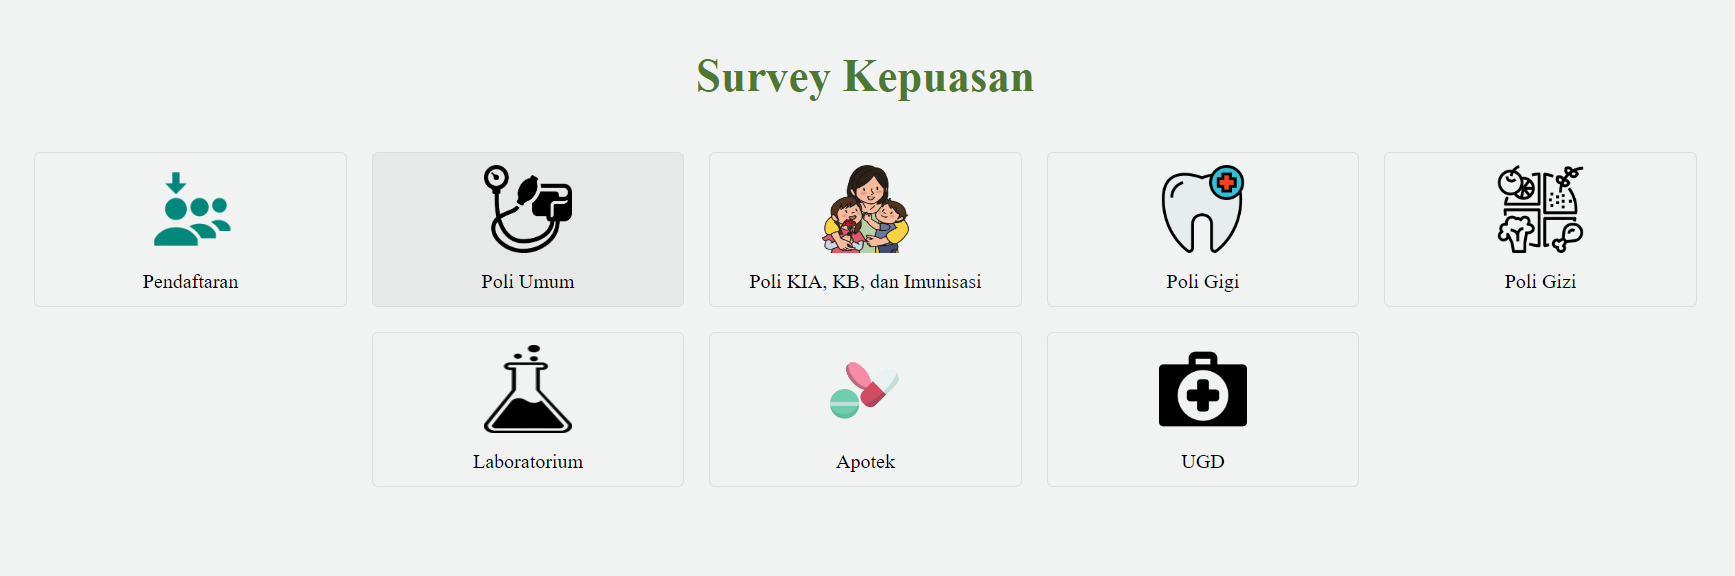 Survey Kepuasan
Pendaftaran
Poli Umum
Poli KIA, KB, dan Imunisasi
Poli Gigi
Poli Gizi
Laboratorium
Apotek
UGD